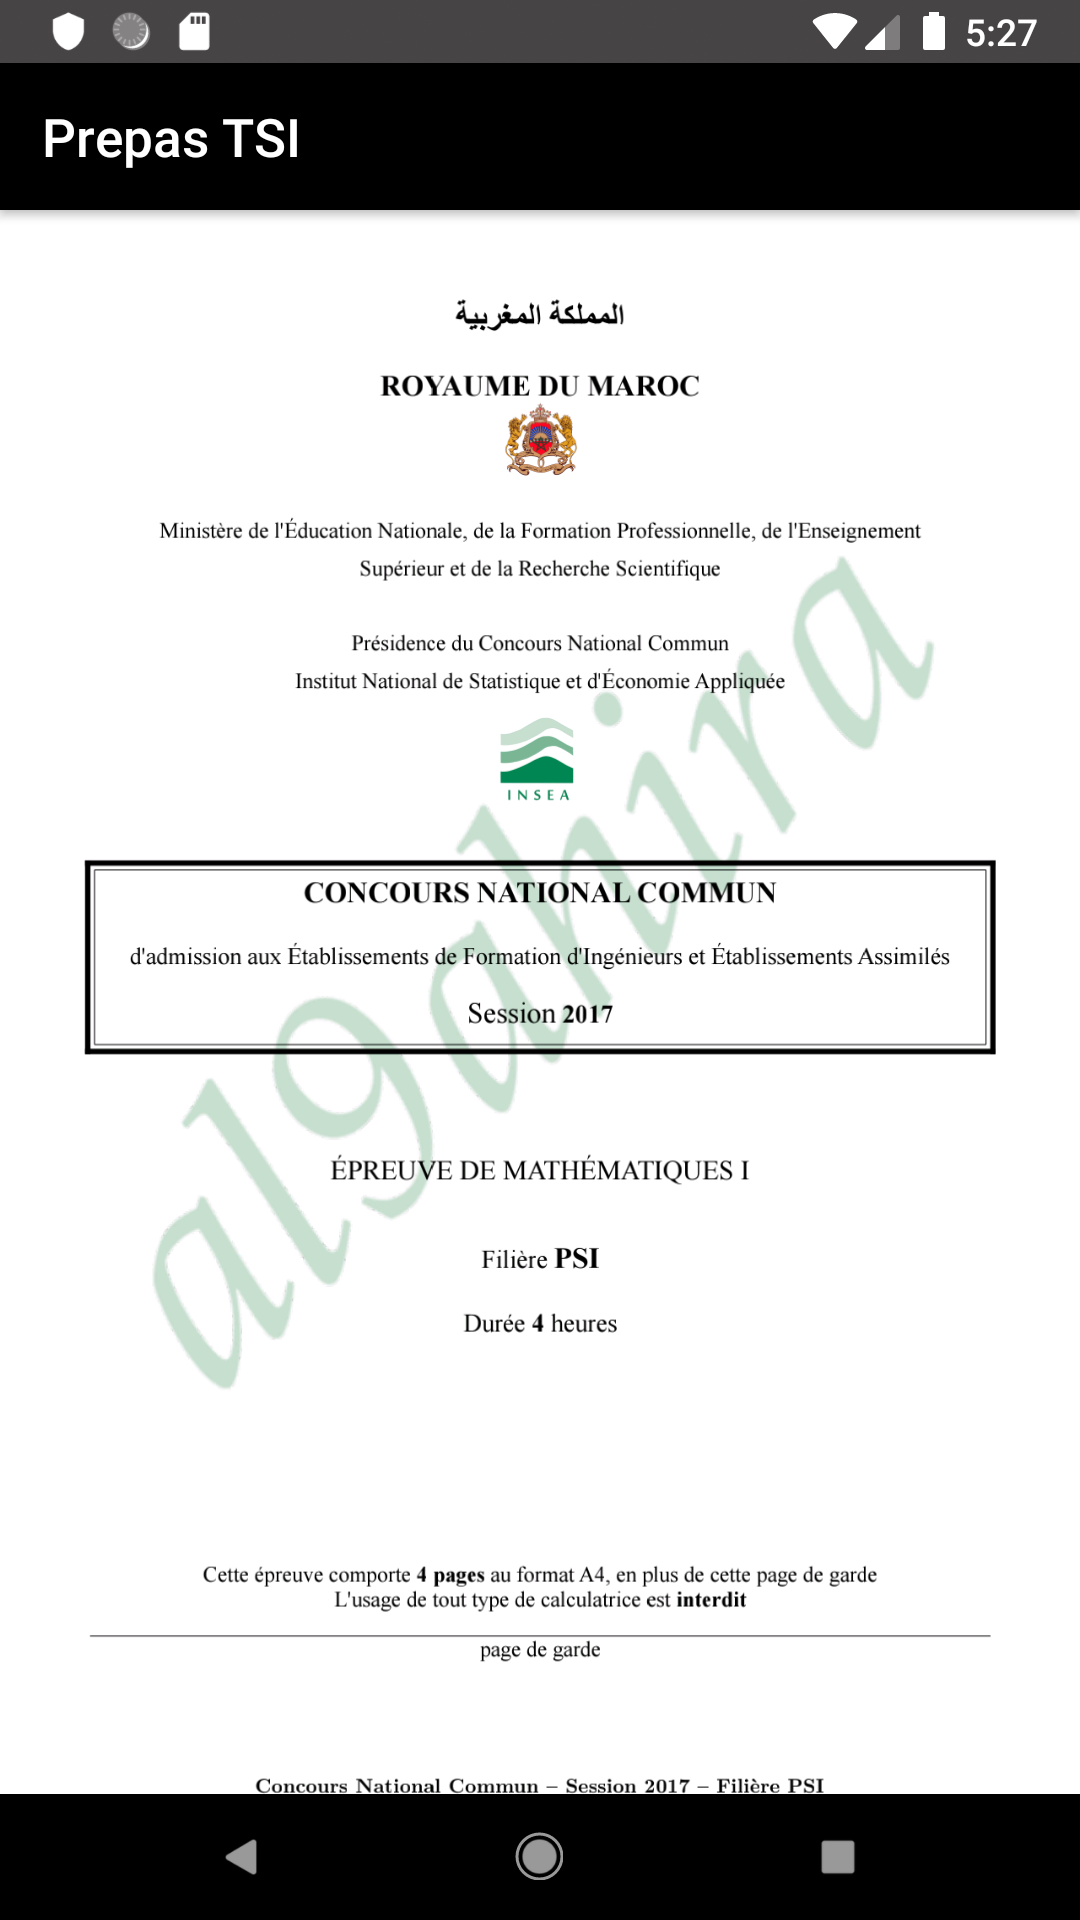 5:27
Prepas TSI
المملكة المغربية
ROYAUME DU MAROC
Ministère de l'Éducation Nationale, de la Formation Professionnelle, de l'Enseignement
Supérieur et de la Recherche Scientifique
Présidence du Concours National Commun
Institut National de Statistique et d'Économie Appliquée
INSEA
CONCOURS NATIONAL COMMUN
d'admission aux Établissements de Formation d'Ingénieurs et Établissements Assimilés
Session 2017
al9ahira
ÉPREUVE DE MATHÉMATIQUES I
Filière PSI
Durée 4 heures
Cette épreuve comporte 4 pages au format A4, en plus de cette page de garde
L'usage de tout type de calculatrice est interdit
page de garde
Concours National Commun – Session 2017 – Filière PSI